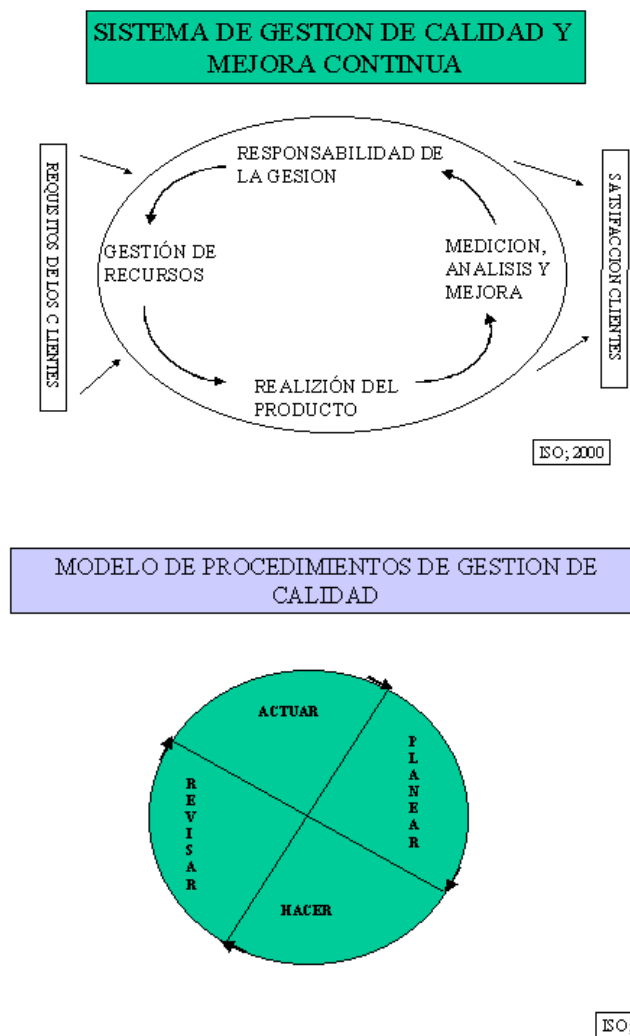 SISTEMA DE GESTION DE CALIDAD Y
MEJORA CONTINUA
RESPONSABILIDAD DE
LA GESION
REQUISITOS DE LOS CLIENTES
GESTIÓN DE
RECURSOS
MEDICION,
ANALISIS Y
MEJORA
SATSIFACCION CLIENTES
REALIZIÓN DEL
PRODUCTO
ISO; 2000
MODELO DE PROCEDIMIENTOS DE GESTION DE
CALIDAD
ACTUAR
PLANEAR
REVISAR
HACER
ISO